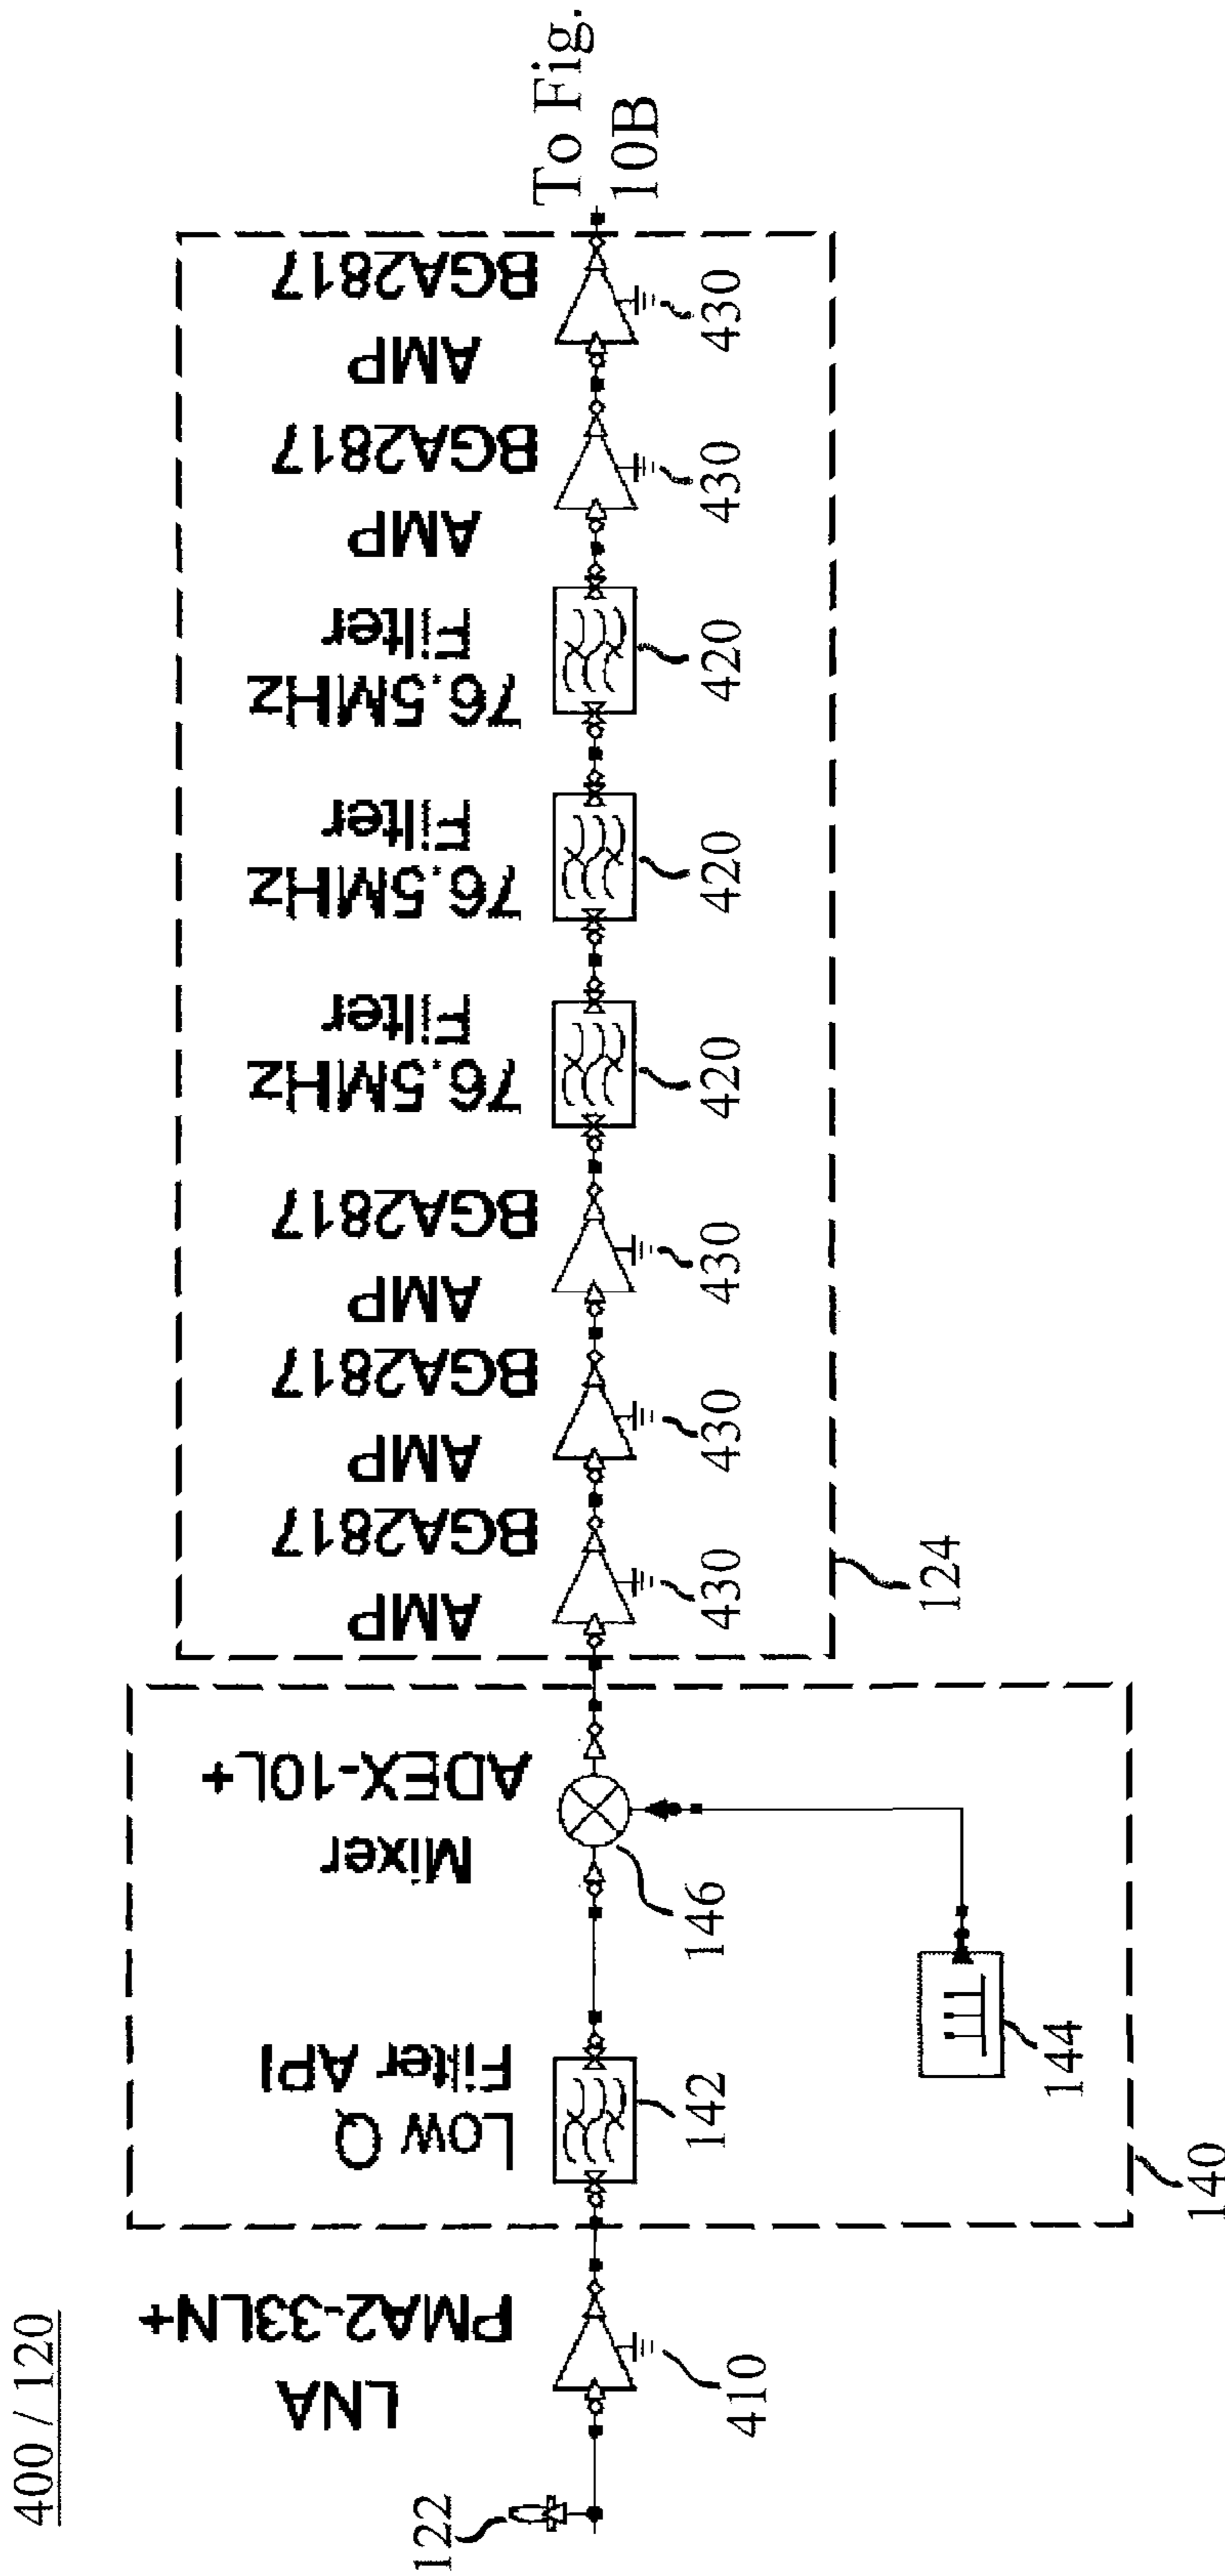 400 / 120
122
LNA
PMA2-33LN+
410
Low Q
Filter API
142
Mixer
ADEX-10L+
146
144
140
AMP
BGA2817
430
AMP
BGA2817
430
AMP
BGA2817
430
76.5MHz
Filter
420
76.5MHz
Filter
420
76.5MHz
Filter
420
AMP
BGA2817
430
AMP
BGA2817
430
124
To Fig.
10B